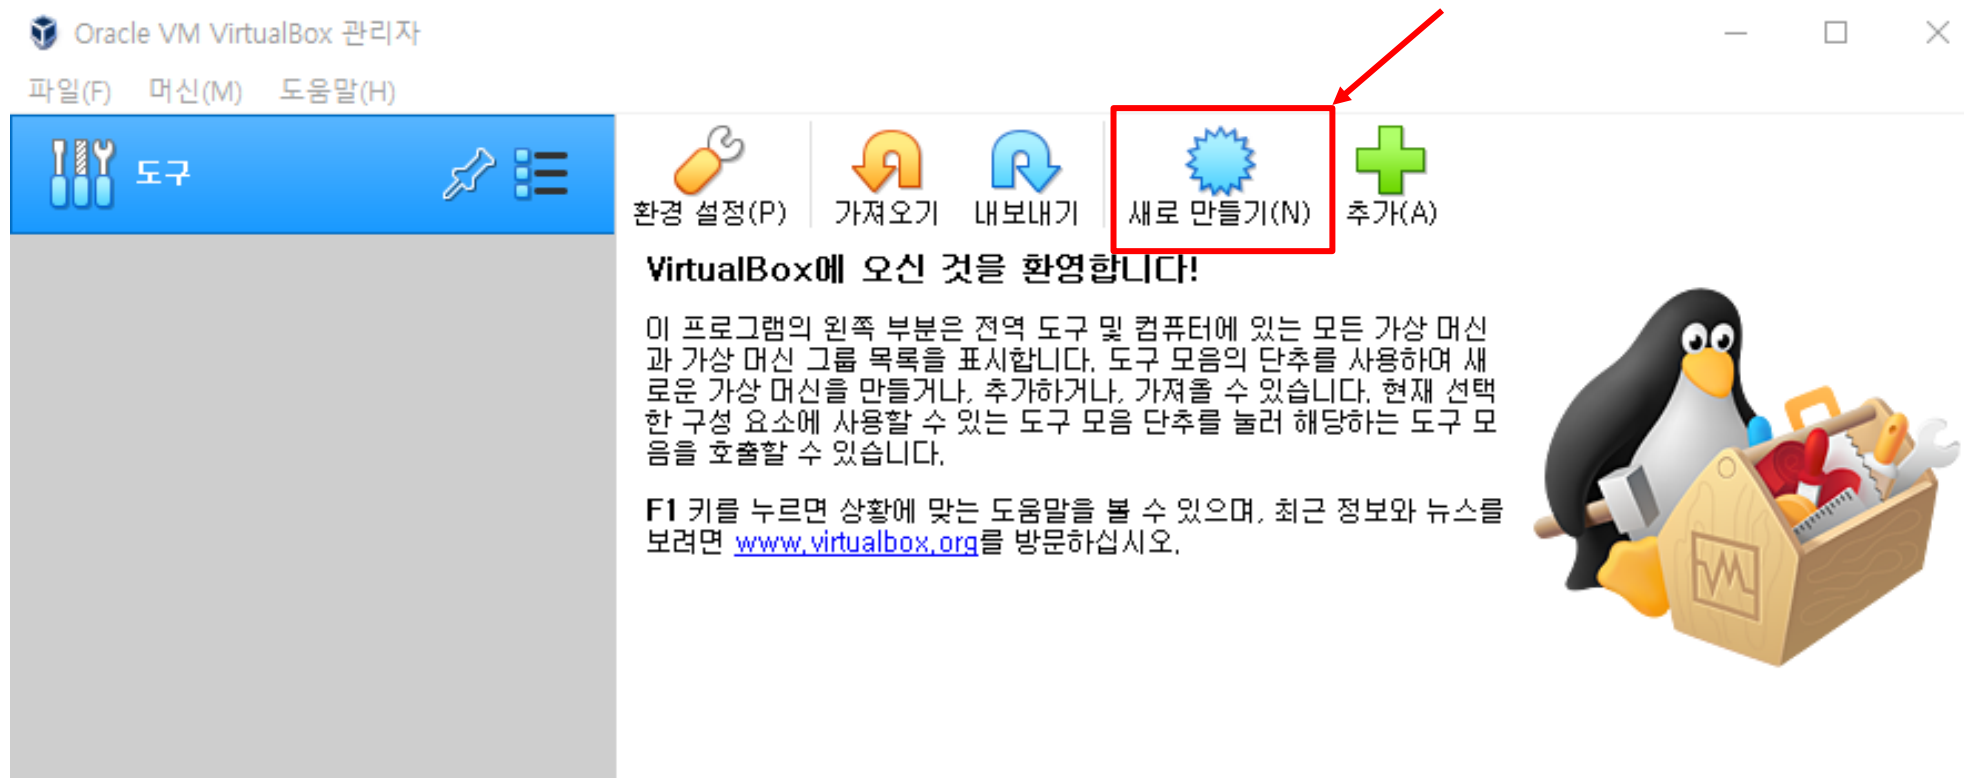 Oracle VM VirtualBox 관리자
파일(F) 머신(M) 도움말(H)
도구
환경 설정(P) 가져오기 내보내기 새로 만들기(N) 추가(A)
VirtualBox에 오신 것을 환영합니다!
이 프로그램의 왼쪽 부분은 전역 도구 및 컴퓨터에 있는 모든 가상 머신
과 가상 머신 그룹 목록을 표시합니다. 도구 모음의 단추를 사용하여 새
로운 가상 머신을 만들거나, 추가하거나, 가져올 수 있습니다. 현재 선택
한 구성 요소에 사용할 수 있는 도구 모음 단추를 눌러 해당하는 도구 모
음을 호출할 수 있습니다.
F1 키를 누르면 상황에 맞는 도움말을 볼 수 있으며, 최근 정보와 뉴스를
보려면 www.virtualbox.org를 방문하십시오.